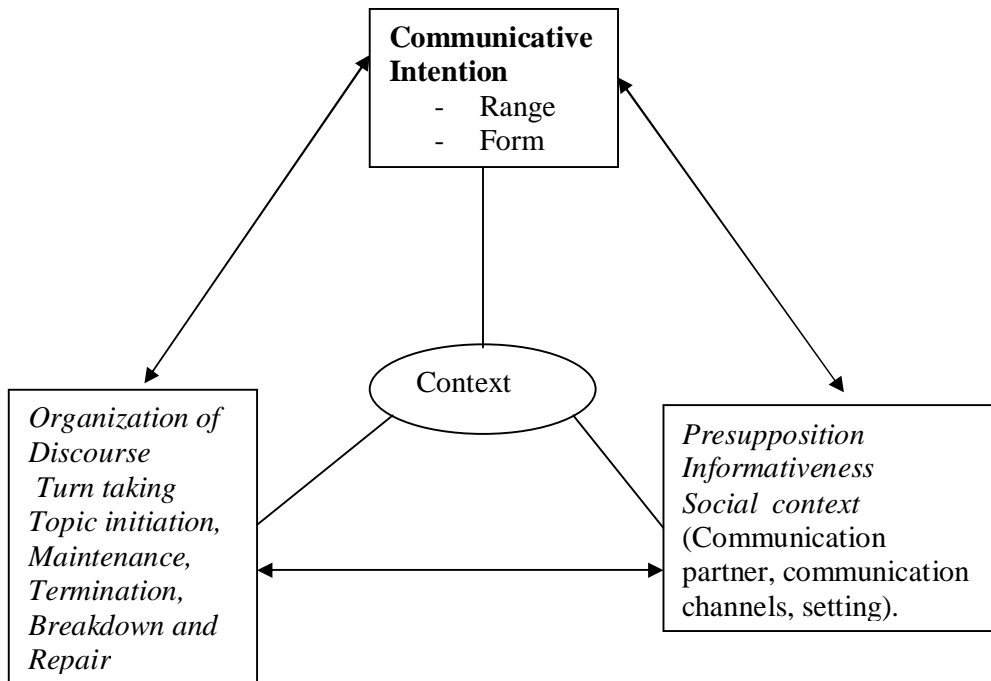 Communicative
Intention
- Range
- Form
Context
Organization of
Discourse
Turn taking
Topic initiation,
Maintenance,
Termination,
Breakdown and
Repair
Presupposition
Informativeness
Social context
(Communication
partner, communication
channels, setting).